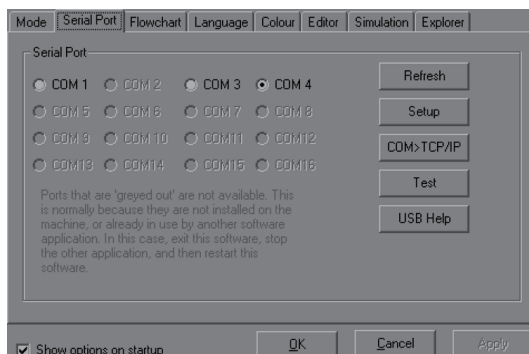 Mode Serial Port Flowchart Language Colour Editor Simulation Explorer
Serial Port
COM 1 COM 2 COM 3 COM 4
COM 5 COM 6 COM 7 COM 8
COM 9 COM 10 COM11 COM12
COM13 COM14 COM15 COM16
Refresh
Setup
COM>TCP/IP
Test
USB Help
Ports that are 'greyed out' are not available. This
is normally because they are not installed on the
machine, or already in use by another software
application. In this case, exit this software, stop
the other application, and then restart this
software.
Show options on startup
OK Cancel Apply